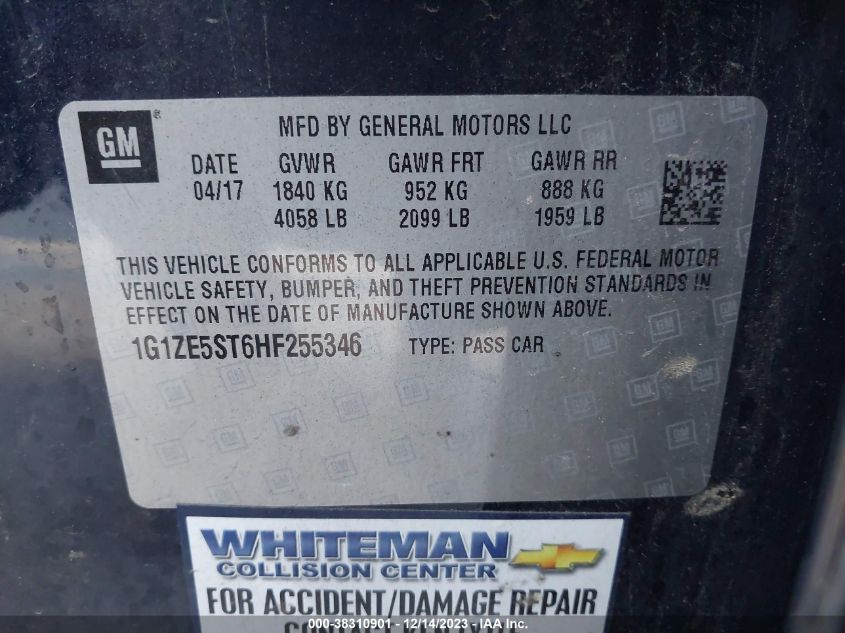 GM
MFD BY GENERAL MOTORS LLC
DATE GVWR GAWR FRT GAWR RR
04/17 1840 KG 952 KG 888 KG
4058 LB 2099 LB 1959 LB
THIS VEHICLE CONFORMS TO ALL APPLICABLE U.S. FEDERAL MOTOR
VEHICLE SAFETY, BUMPER, AND THEFT PREVENTION STANDARDS IN
EFFECT ON THE DATE OF MANUFACTURE SHOWN ABOVE.
1G1ZE5ST6HF255346 TYPE: PASS CAR
WHITEMAN
COLLISION CENTER
FOR ACCIDENT/DAMAGE REPAIR
000-38310901 - 12/14/2023 - IAA Inc.